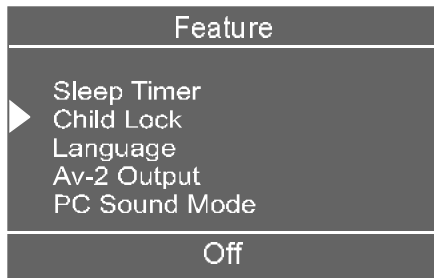 Feature
Sleep Timer
Child Lock
Language
Av-2 Output
PC Sound Mode
Off